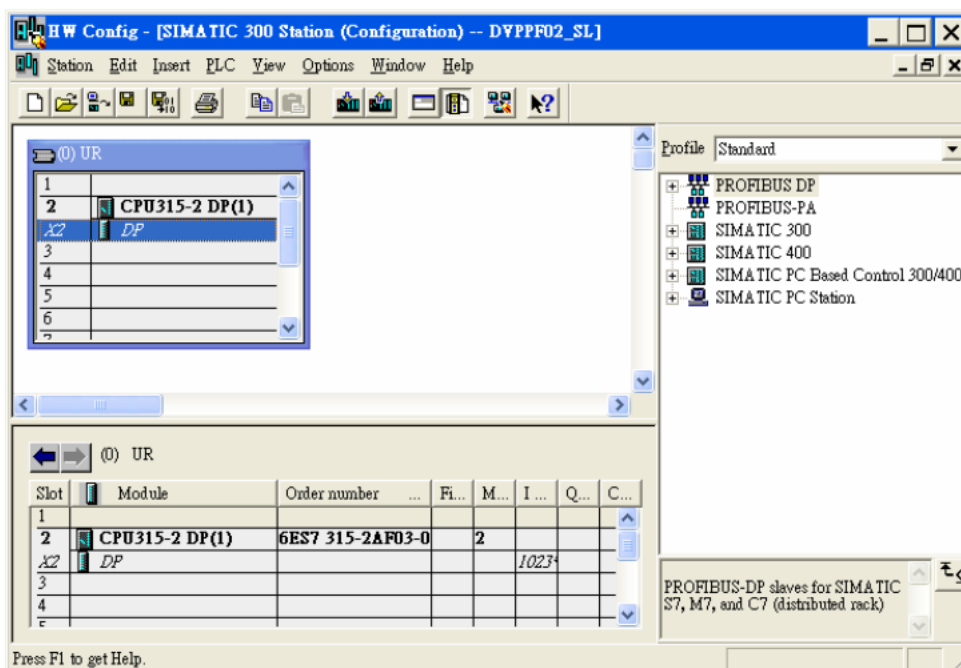 HW Config - [SIMATIC 300 Station (Configuration) -- DVPPF02_SL]
Station Edit Insert PLC View Options Window Help
(0) UR
1
2 CPU315-2 DP(1)
X2 DP
3
4
5
6
7
Profile Standard
PROFIBUS DP
PROFIBUS-PA
SIMATIC 300
SIMATIC 400
SIMATIC PC Based Control 300/400
SIMATIC PC Station
(0) UR
Slot Module Order number ... Fi... M... I ... Q... C...
1
2 CPU315-2 DP(1) 6ES7 315-2AF03-0 2
X2 DP 1023*
3
4
5
PROFIBUS-DP slaves for SIMATIC
S7, M7, and C7 (distributed rack)
Press F1 to get Help.